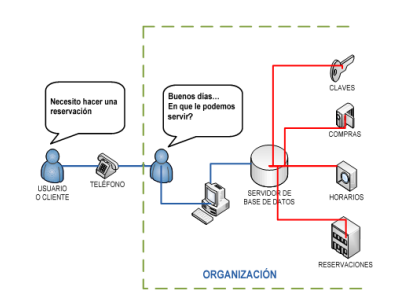 Necesito hacer una
reservación
Buenos días...
En que le podemos
servir?
USUARIO
O CLIENTE
TELÉFONO
SERVIDOR DE
BASE DE DATOS
CLAVES
COMPRAS
HORARIOS
RESERVACIONES
ORGANIZACIÓN